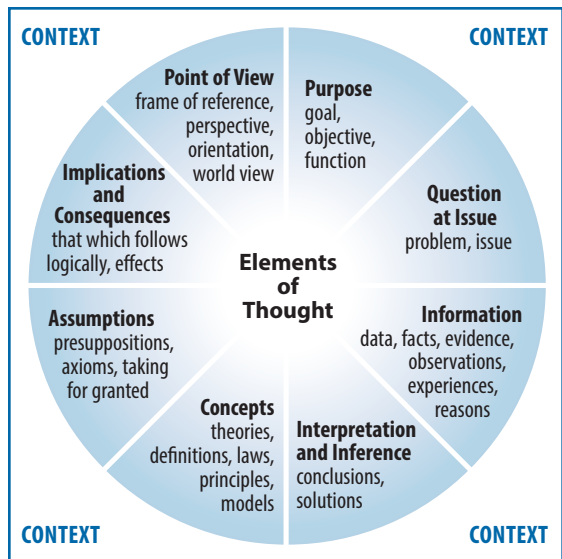 CONTEXT
CONTEXT
Point of View
frame of reference,
perspective,
orientation,
world view
Purpose
goal,
objective,
function
Implications
and
Consequences
that which follows
logically, effects
Question
at Issue
problem, issue
Elements
of
Thought
Assumptions
presuppositions,
axioms, taking
for granted
Information
data, facts, evidence,
observations,
experiences,
reasons
Concepts
theories,
definitions, laws,
principles,
models
Interpretation
and Inference
conclusions,
solutions
CONTEXT
CONTEXT